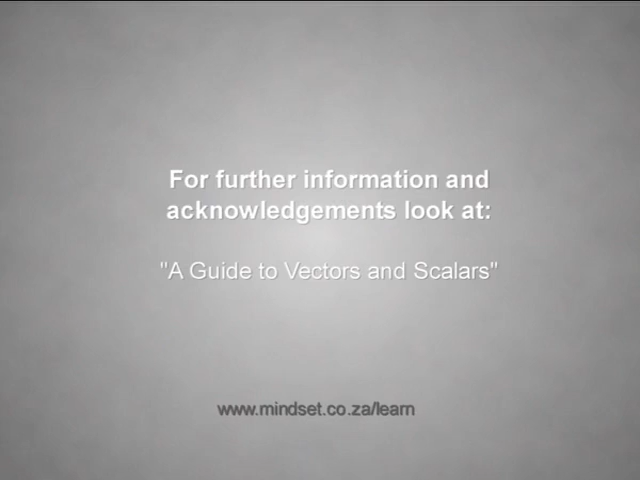 For further information and
acknowledgements look at:
"A Guide to Vectors and Scalars"
www.mindset.co.za/learn